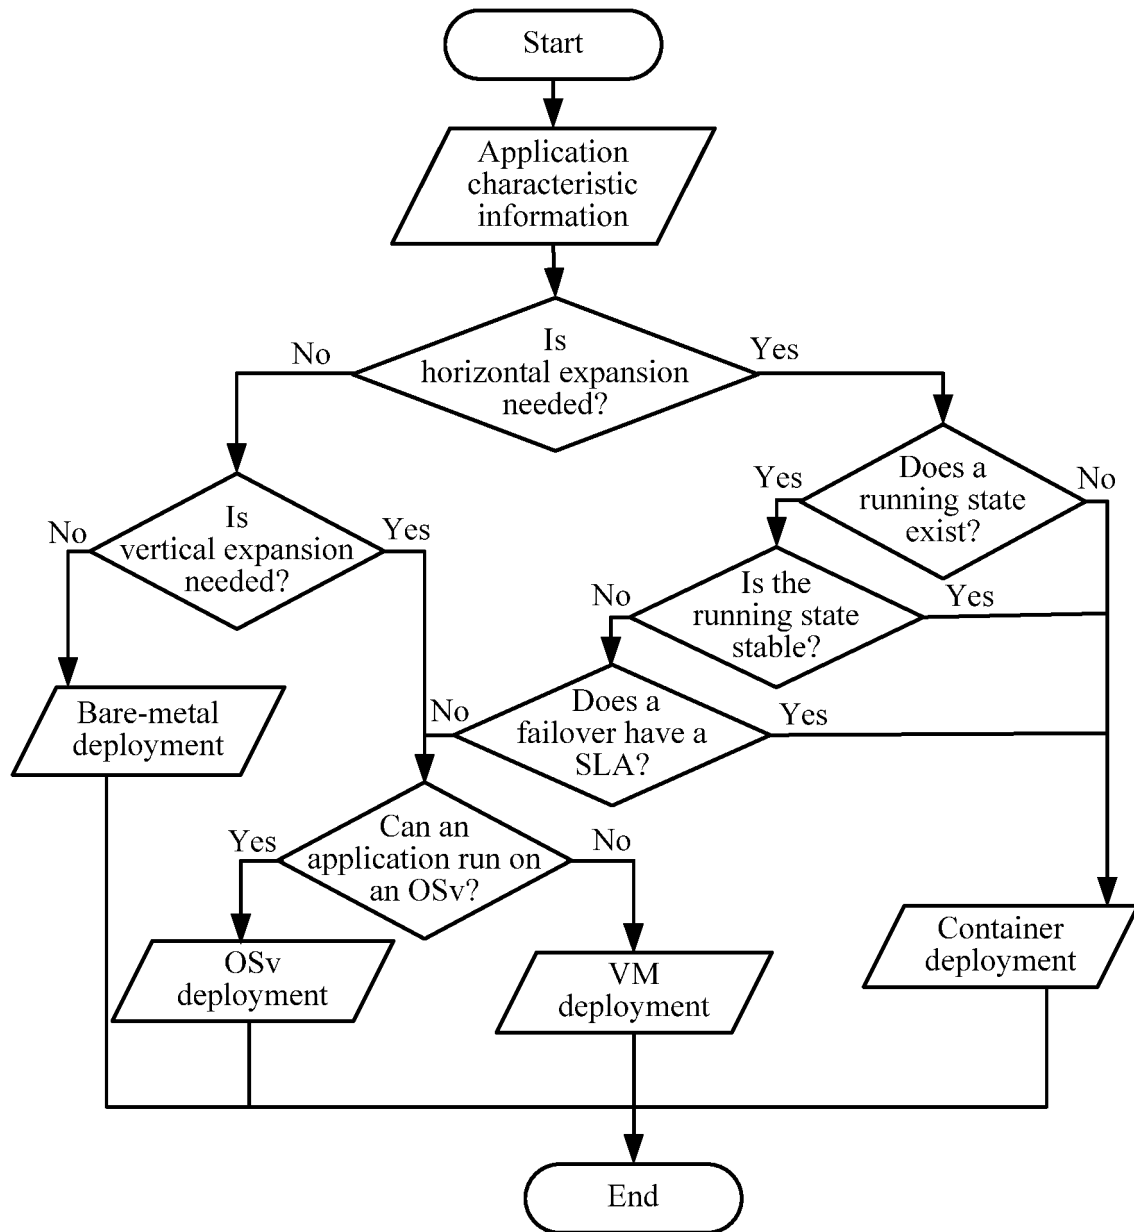 Start
Application
characteristic
information
Is
horizontal expansion
needed?
No
Yes
Does a
running state
exist?
Yes
No
Is
vertical expansion
needed?
No
Yes
Is the
running state
stable?
No
Yes
Bare-metal
deployment
Does a
failover have a
SLA?
No
Yes
Can an
application run on
an OSv?
Yes
No
OSv
deployment
VM
deployment
Container
deployment
End